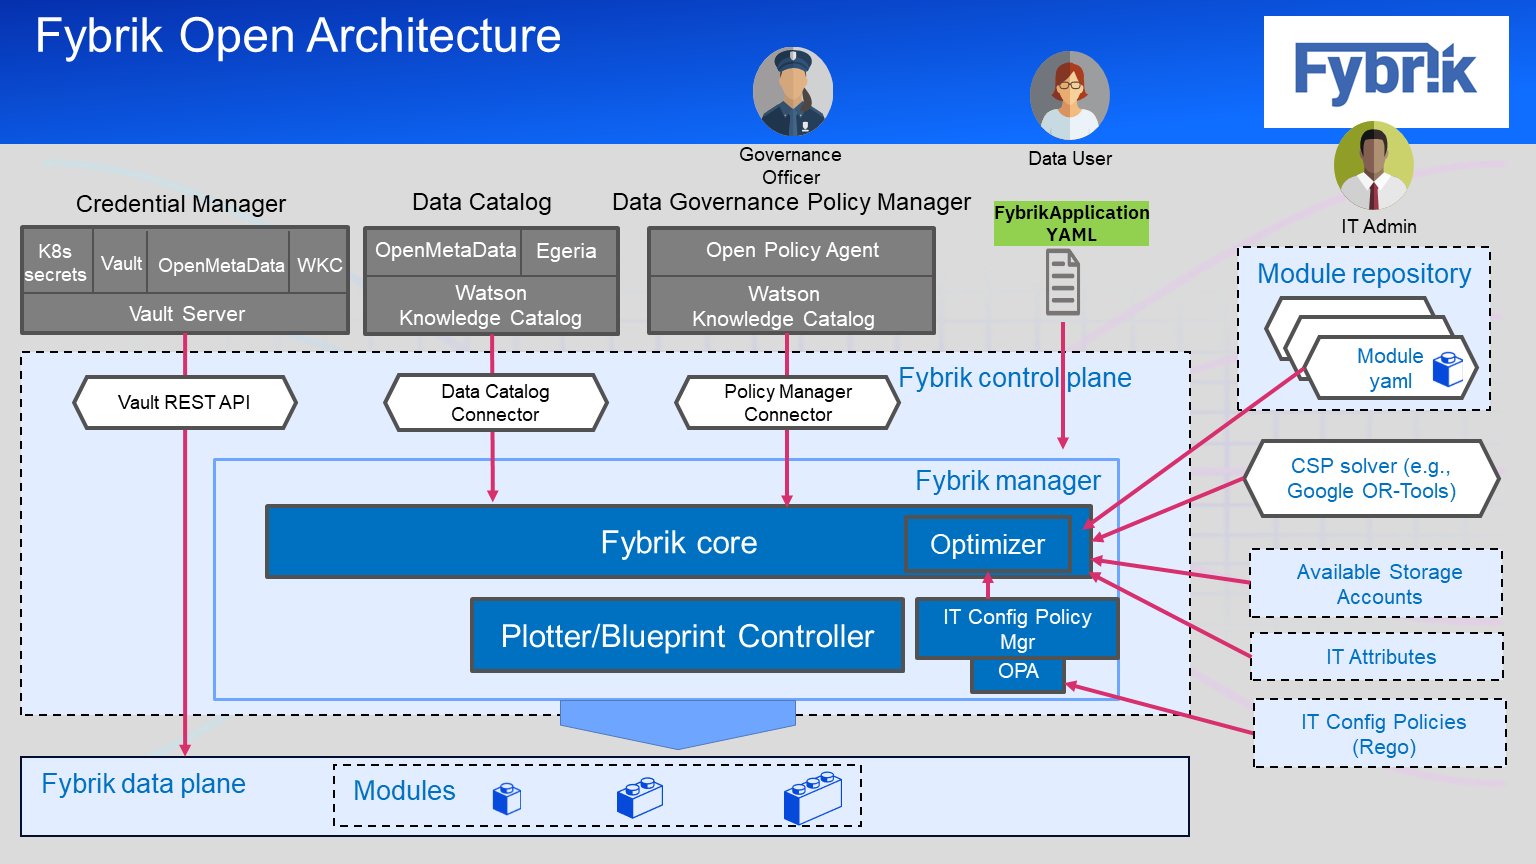 Fybrik Open Architecture
Fybrik
Governance
Officer
Data User
IT Admin
Credential Manager
Data Catalog
Data Governance Policy Manager
FybrikApplication
YAML
K8s
secrets
Vault
OpenMetaData
WKC
Vault Server
OpenMetaData
Egeria
Watson
Knowledge Catalog
Open Policy Agent
Watson
Knowledge Catalog
Module repository
Module
yaml
Fybrik control plane
Vault REST API
Data Catalog
Connector
Policy Manager
Connector
CSP solver (e.g.,
Google OR-Tools)
Fybrik manager
Fybrik core
Optimizer
Available Storage
Accounts
Plotter/Blueprint Controller
IT Config Policy
Mgr
OPA
IT Attributes
IT Config Policies
(Rego)
Fybrik data plane
Modules